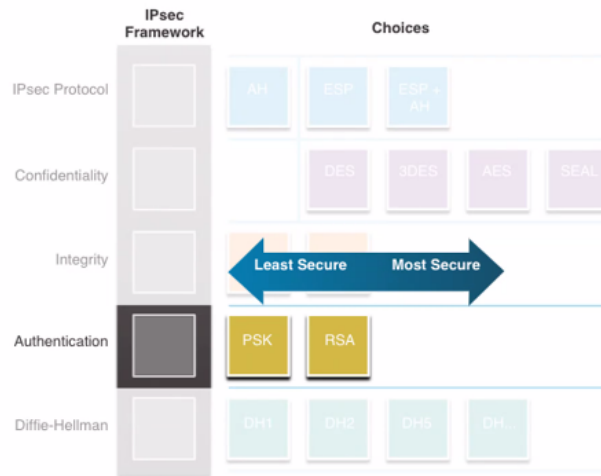 IPsec
Framework
Choices
IPsec Protocol
AH
ESP
ESP +
AH
Confidentiality
DES
3DES
AES
SEAL
Integrity
Least Secure
Most Secure
Authentication
PSK
RSA
Diffie-Hellman
DH1
DH2
DH5
DH...